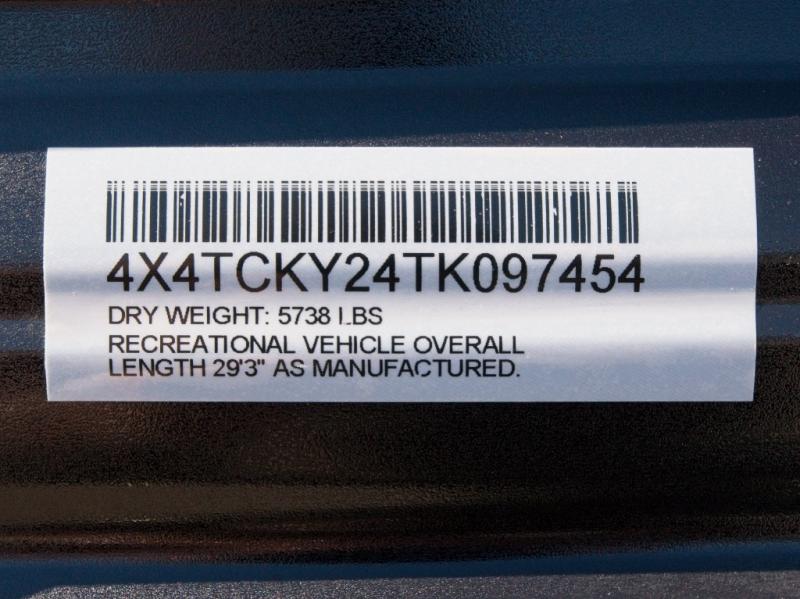 4X4TCKY24TK097454
DRY WEIGHT: 5738 LBS
RECREATIONAL VEHICLE OVERALL
LENGTH 29'3" AS MANUFACTURED.